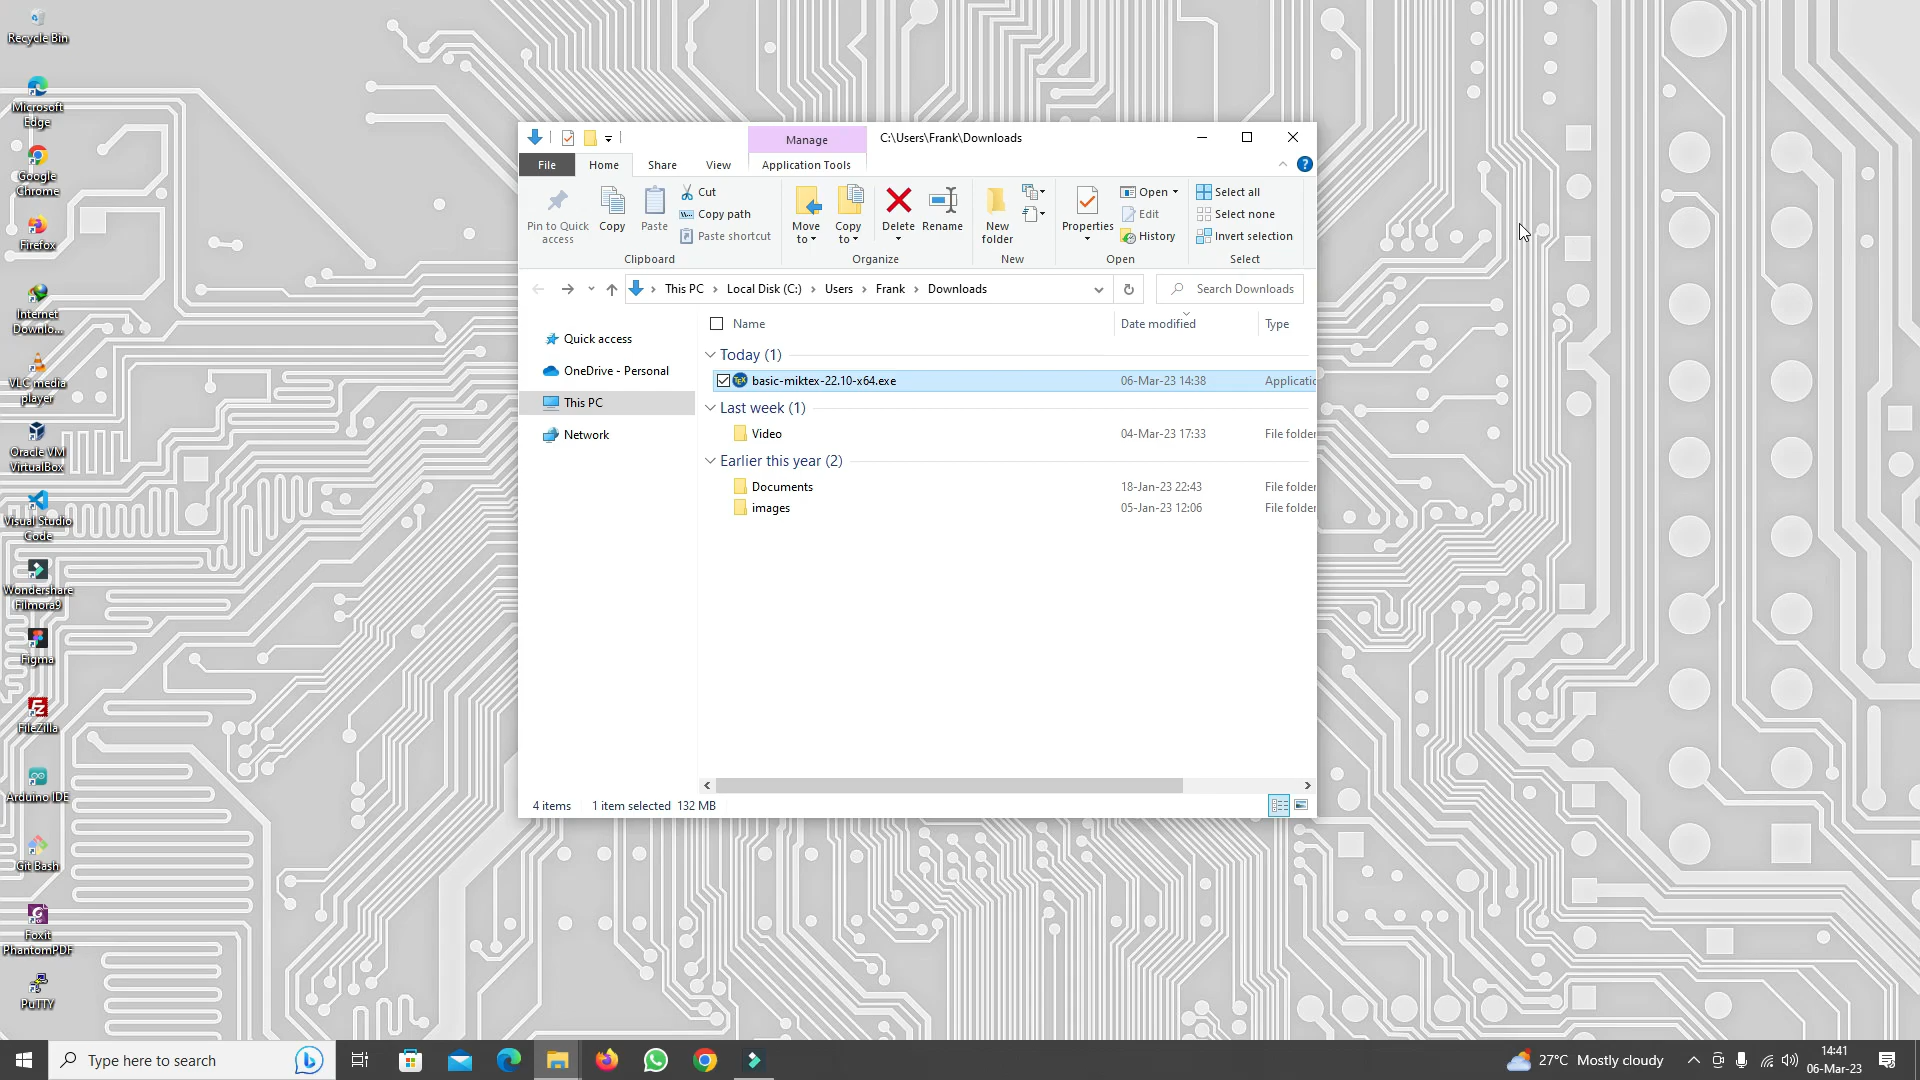 Recycle Bin
Microsoft
Edge
Google
Chrome
Firefox
Internet
Downlo...
VLC media
player
Oracle VM
VirtualBox
Visual Studio
Code
Wondershare
Filmora9
Figma
FileZilla
Arduino IDE
Git Bash
Foxit
PhantomPDF
PuTTY
Manage
C:\Users\Frank\Downloads
File
Home
Share
View
Application Tools
Pin to Quick
access
Copy
Paste
Cut
Copy path
Paste shortcut
Clipboard
Move
to
Copy
to
Delete
Rename
Organize
New
folder
New
Properties
Open
Edit
History
Open
Select all
Select none
Invert selection
Select
This PC
Local Disk (C:)
Users
Frank
Downloads
Search Downloads
Quick access
OneDrive - Personal
This PC
Network
Name
Date modified
Type
Today (1)
basic-miktex-22.10-x64.exe 06-Mar-23 14:38 Applicatic
Last week (1)
Video 04-Mar-23 17:33 File folder
Earlier this year (2)
Documents 18-Jan-23 22:43 File folder
images 05-Jan-23 12:06 File folder
4 items 1 item selected 132 MB
Type here to search
27°C Mostly cloudy
14:41
06-Mar-23